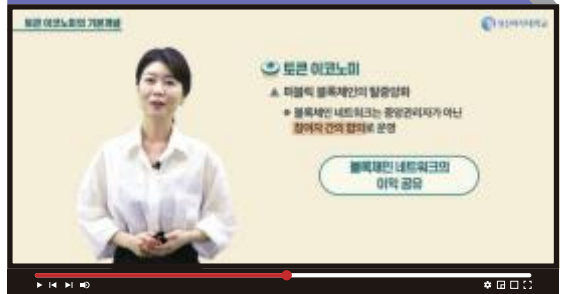 토큰 이코노미의 기본개념
토큰 이코노미
▲ 퍼블릭 블록체인의 탈중앙화
블록체인 네트워크는 중앙관리자가 아닌
참여자 간의 합의로 운영
블록체인 네트워크의
이익 공유